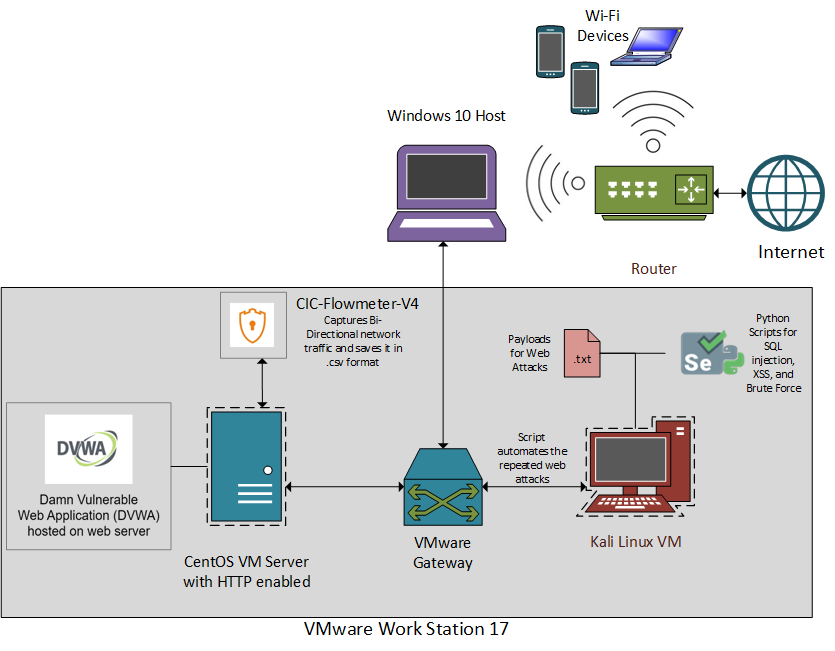 Wi-Fi
Devices
Windows 10 Host
Internet
Router
CIC-Flowmeter-V4
Captures Bi-
Directional network
traffic and saves it in
.csv format
Payloads
for Web
Attacks
.txt
Se
Python
Scripts for
SQL
injection,
XSS, and
Brute Force
DVWA
Damn Vulnerable
Web Application (DVWA)
hosted on web server
Script
automates the
repeated web
attacks
CentOS VM Server
with HTTP enabled
VMware
Gateway
Kali Linux VM
VMware Work Station 17